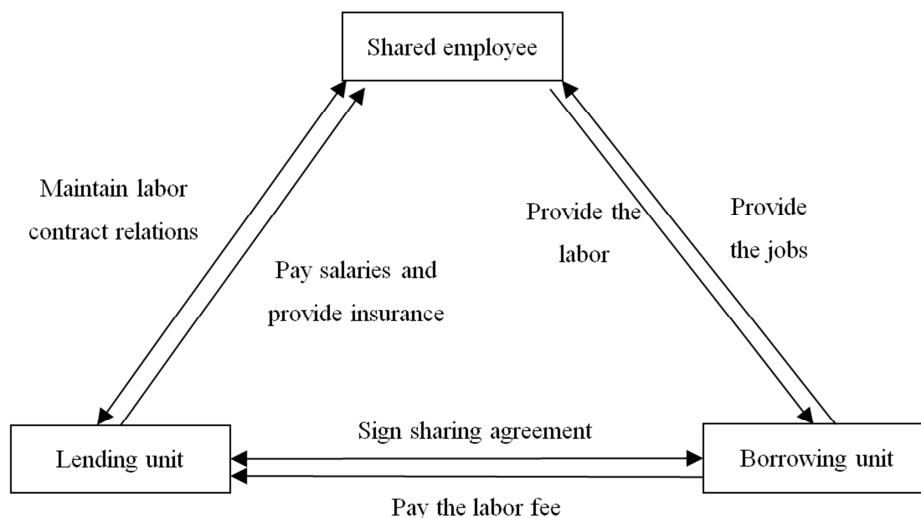 Shared employee
Maintain labor
contract relations
Pay salaries and
provide insurance
Provide the
labor
Provide
the jobs
Sign sharing agreement
Lending unit
Borrowing unit
Pay the labor fee